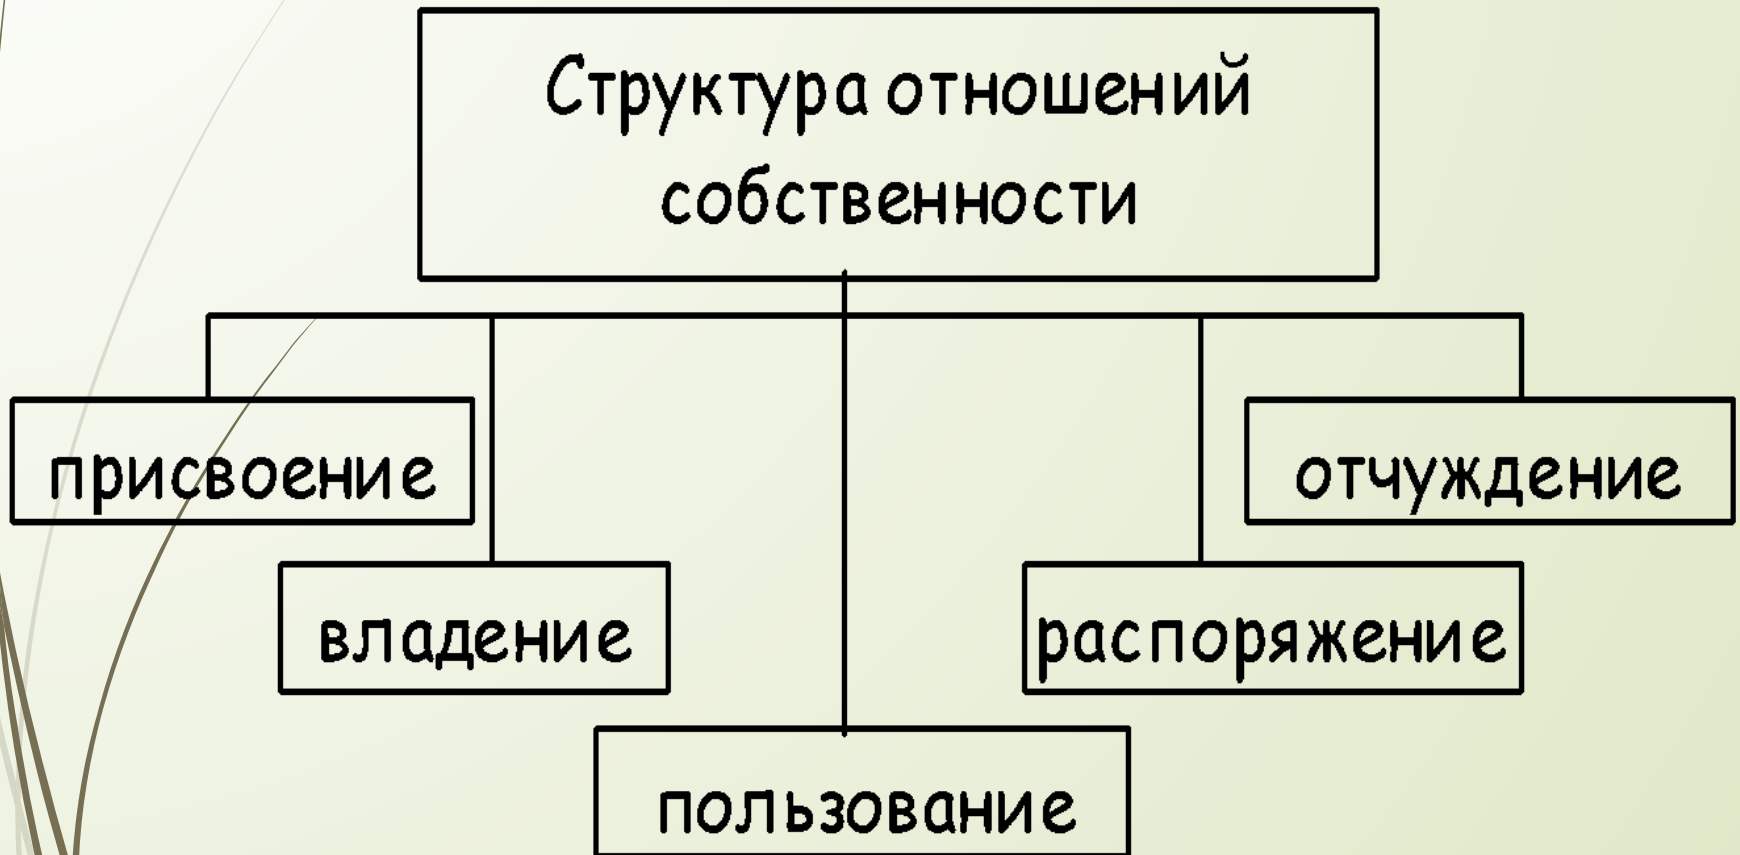 Структура отношений
собственности
присвоение
отчуждение
владение
распоряжение
пользование